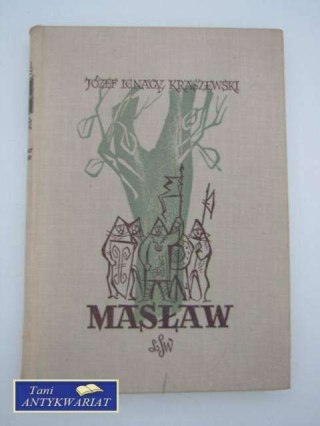 JÓZEF IGNACY KRASZEWSKI
MASŁAW
LSW
Tani
ANTYKWARIAT